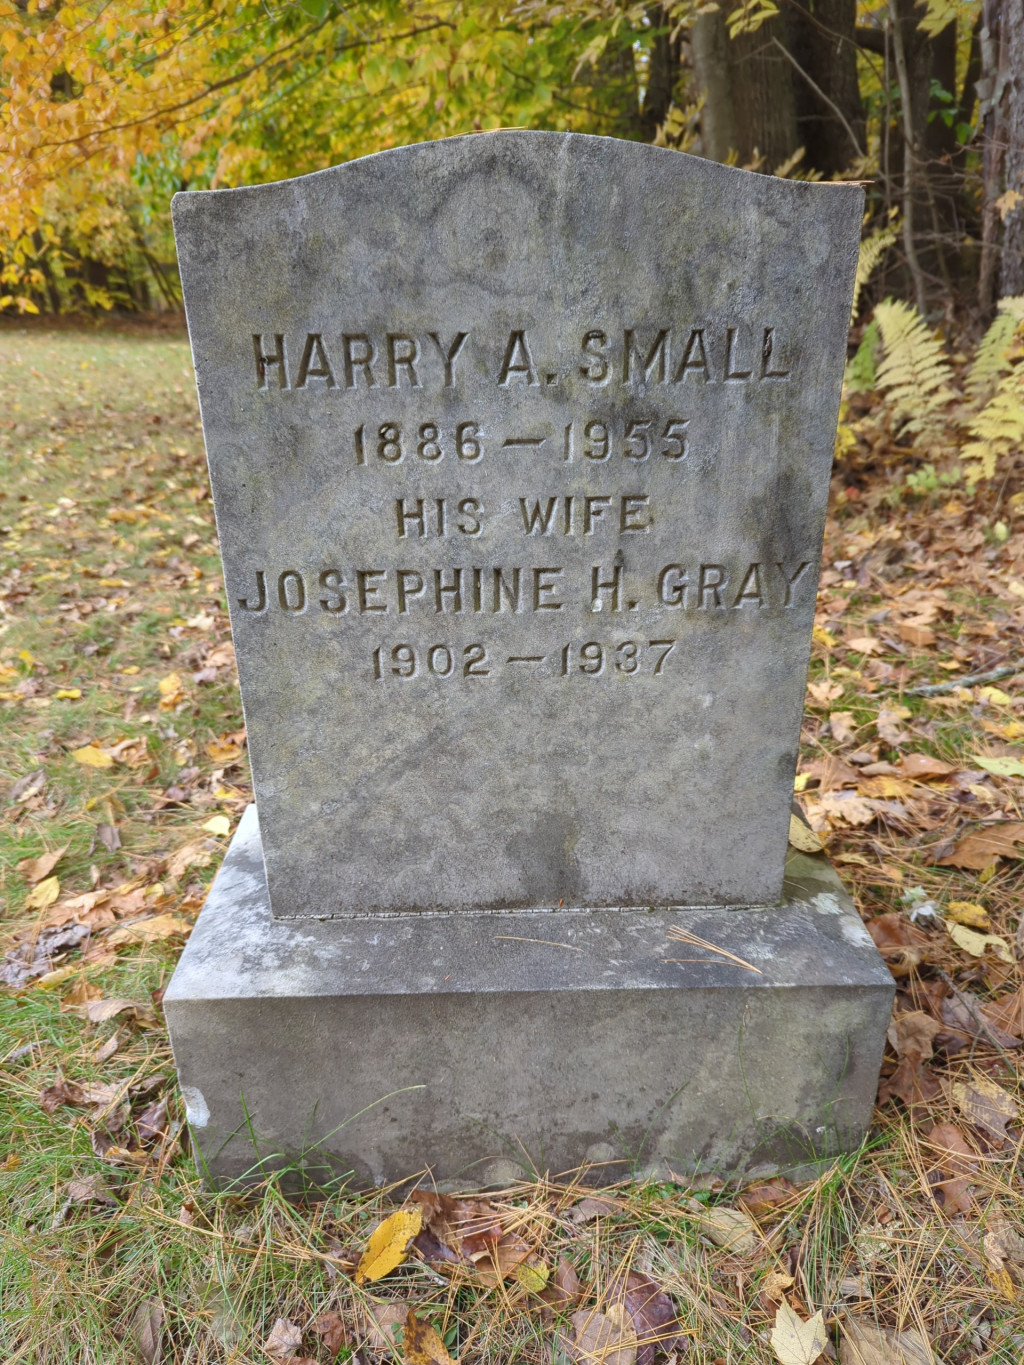 HARRY A. SMALL
1886 — 1955
HIS WIFE
JOSEPHINE H. GRAY
1902 — 1937